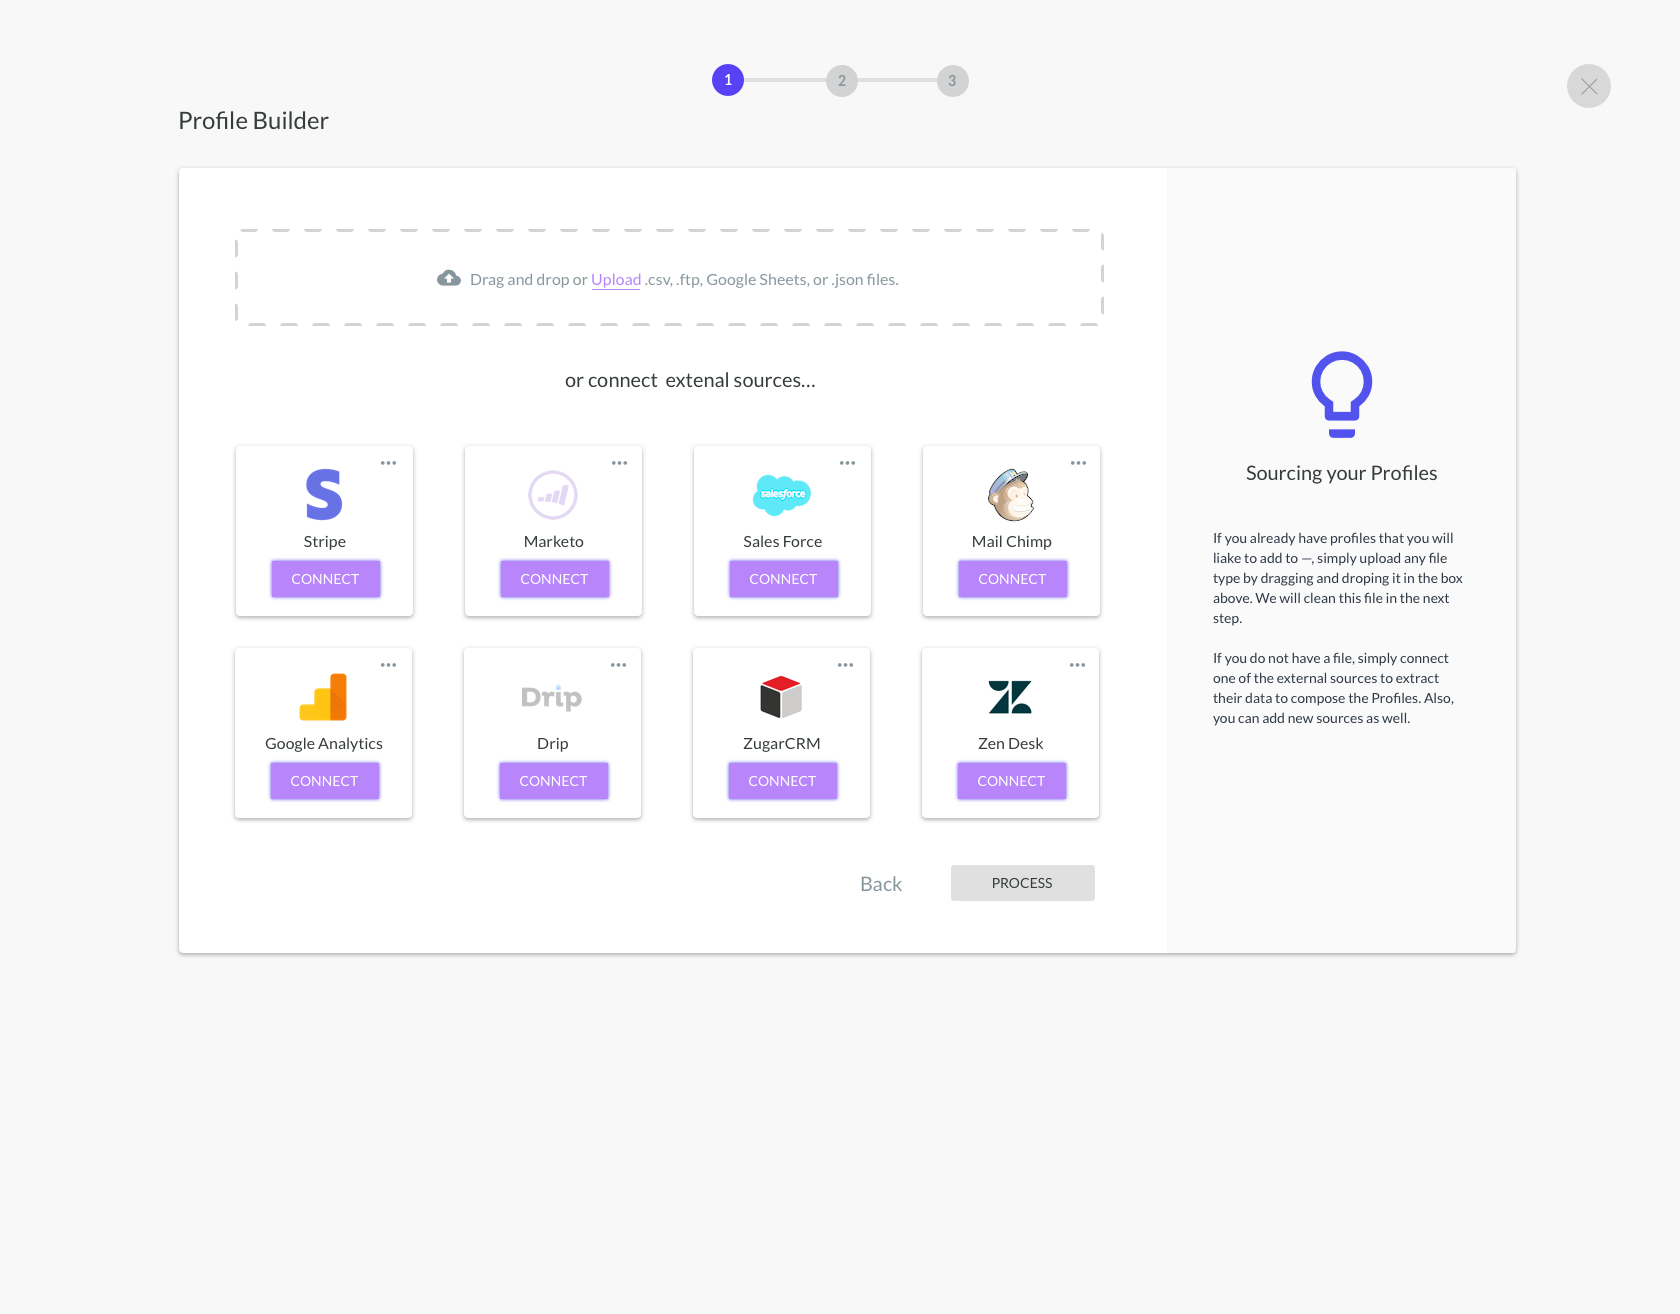 1 2 3
Profile Builder
Drag and drop or Upload .csv, .ftp, Google Sheets, or .json files.
or connect extenal sources...
Sourcing your Profiles
If you already have profiles that you will
liake to add to —, simply upload any file
type by dragging and droping it in the box
above. We will clean this file in the next
step.
If you do not have a file, simply connect
one of the external sources to extract
their data to compose the Profiles. Also,
you can add new sources as well.
S
salesforce
Stripe Marketo Sales Force Mail Chimp
CONNECT CONNECT CONNECT CONNECT
Drip
Google Analytics Drip ZugarCRM Zen Desk
CONNECT CONNECT CONNECT CONNECT
Back PROCESS